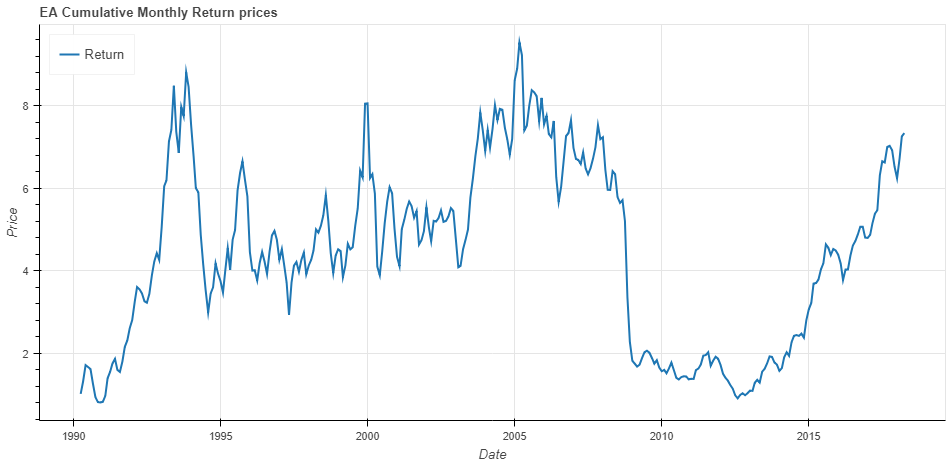 EA Cumulative Monthly Return prices
Return
8
6
4
2
Price
1990 1995 2000 2005 2010 2015
Date